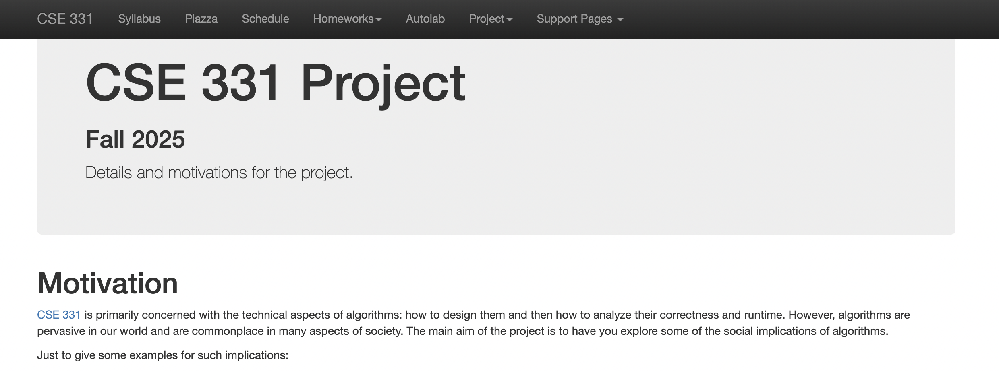 CSE 331 Syllabus Piazza Schedule Homeworks Autolab Project Support Pages
CSE 331 Project
Fall 2025
Details and motivations for the project.
Motivation
CSE 331 is primarily concerned with the technical aspects of algorithms: how to design them and then how to analyze their correctness and runtime. However, algorithms are
pervasive in our world and are commonplace in many aspects of society. The main aim of the project is to have you explore some of the social implications of algorithms.
Just to give some examples for such implications: